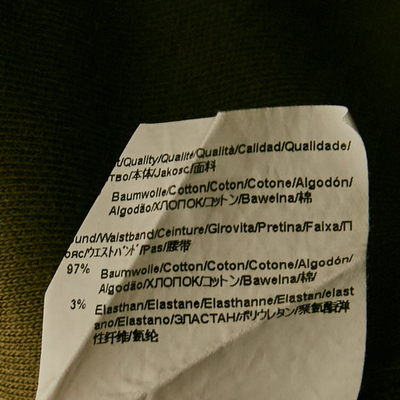 t/Quality/Qualité/Qualità/Calidad/Qualidade/
тво/本体/Jakość/面料
Baumwolle/Cotton/Coton/Cotone/Algodón/
Algodão/ХЛОПОК/コットン/Bawełna/棉
und/Waistband/Ceinture/Girovita/Pretina/Faixa/П
ояс/ウエストバンド/Pas/腰带
97% Baumwolle/Cotton/Coton/Cotone/Algodón/
Algodão/ХЛОПОК/コットン/Bawełna/棉/
3% Elasthan/Elastane/Elasthanne/Elastan/elast
ano/Elastano/ЭЛАСТАН/ポリウレタン/聚氨酯弹
性纤维/氨纶